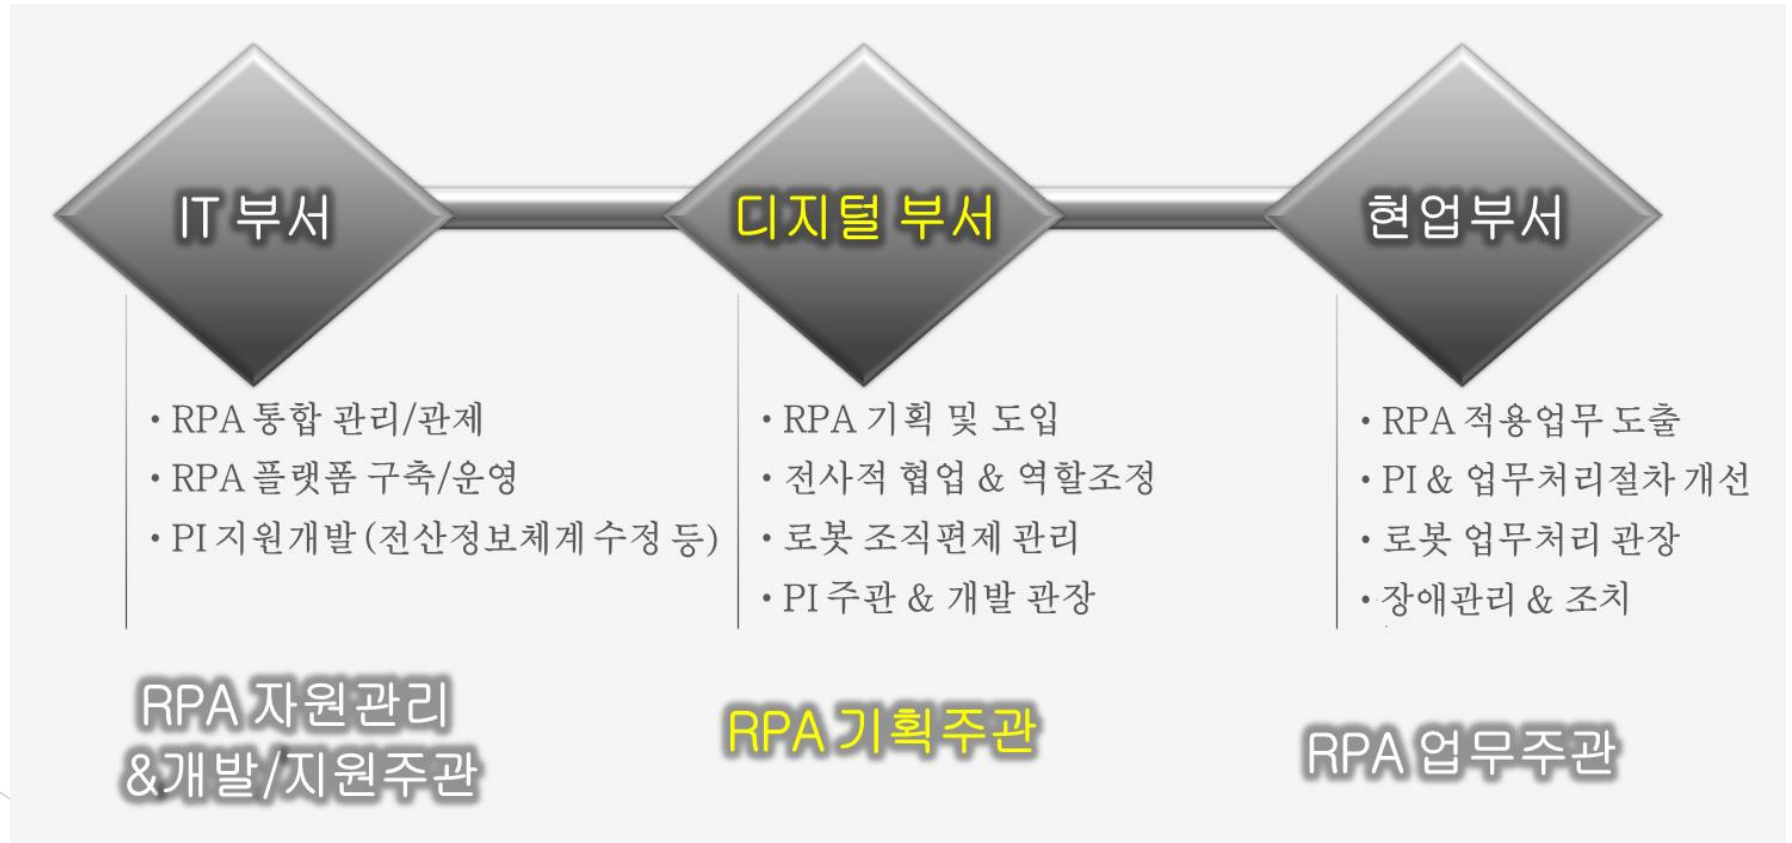 IT 부서
· RPA 통합 관리/관제
· RPA 플랫폼 구축/운영
· PI 지원개발 (전산정보체계 수정 등)
RPA 자원관리
&개발/지원주관
디지털 부서
· RPA 기획 및 도입
· 전사적 협업 & 역할조정
· 로봇 조직편제 관리
· PI 주관 & 개발 관장
RPA 기획주관
현업부서
· RPA 적용업무 도출
· PI & 업무처리절차 개선
· 로봇 업무처리 관장
· 장애관리 & 조치
RPA 업무주관